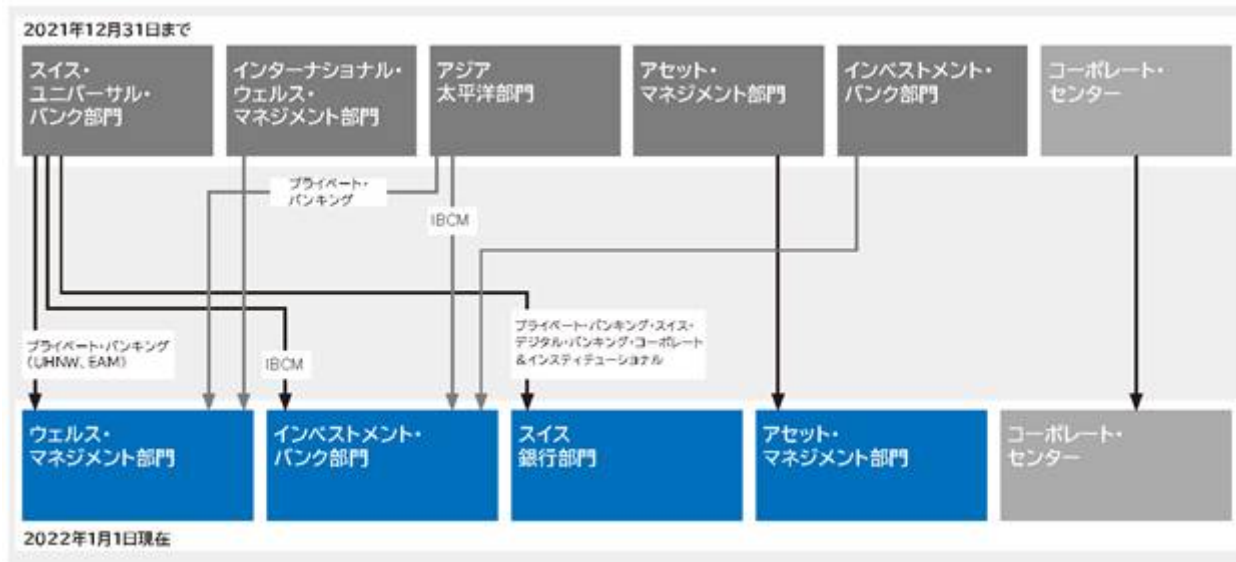 2021年12月31日まで
スイス・
ユニバーサル・
バンク部門
インターナショナル・
ウェルス・
マネジメント部門
アジア
太平洋部門
アセット・
マネジメント部門
インベストメント・
バンク部門
コーポレート・
センター
プライベート・
バンキング
IBCM
プライベート・バンキング
(UHNW、EAM)
IBCM
プライベート・バンキング・スイス・
デジタル・バンキング・コーポレート
&インスティテューショナル
ウェルス・
マネジメント部門
インベストメント・
バンク部門
スイス
銀行部門
アセット・
マネジメント部門
コーポレート・
センター
2022年1月1日現在